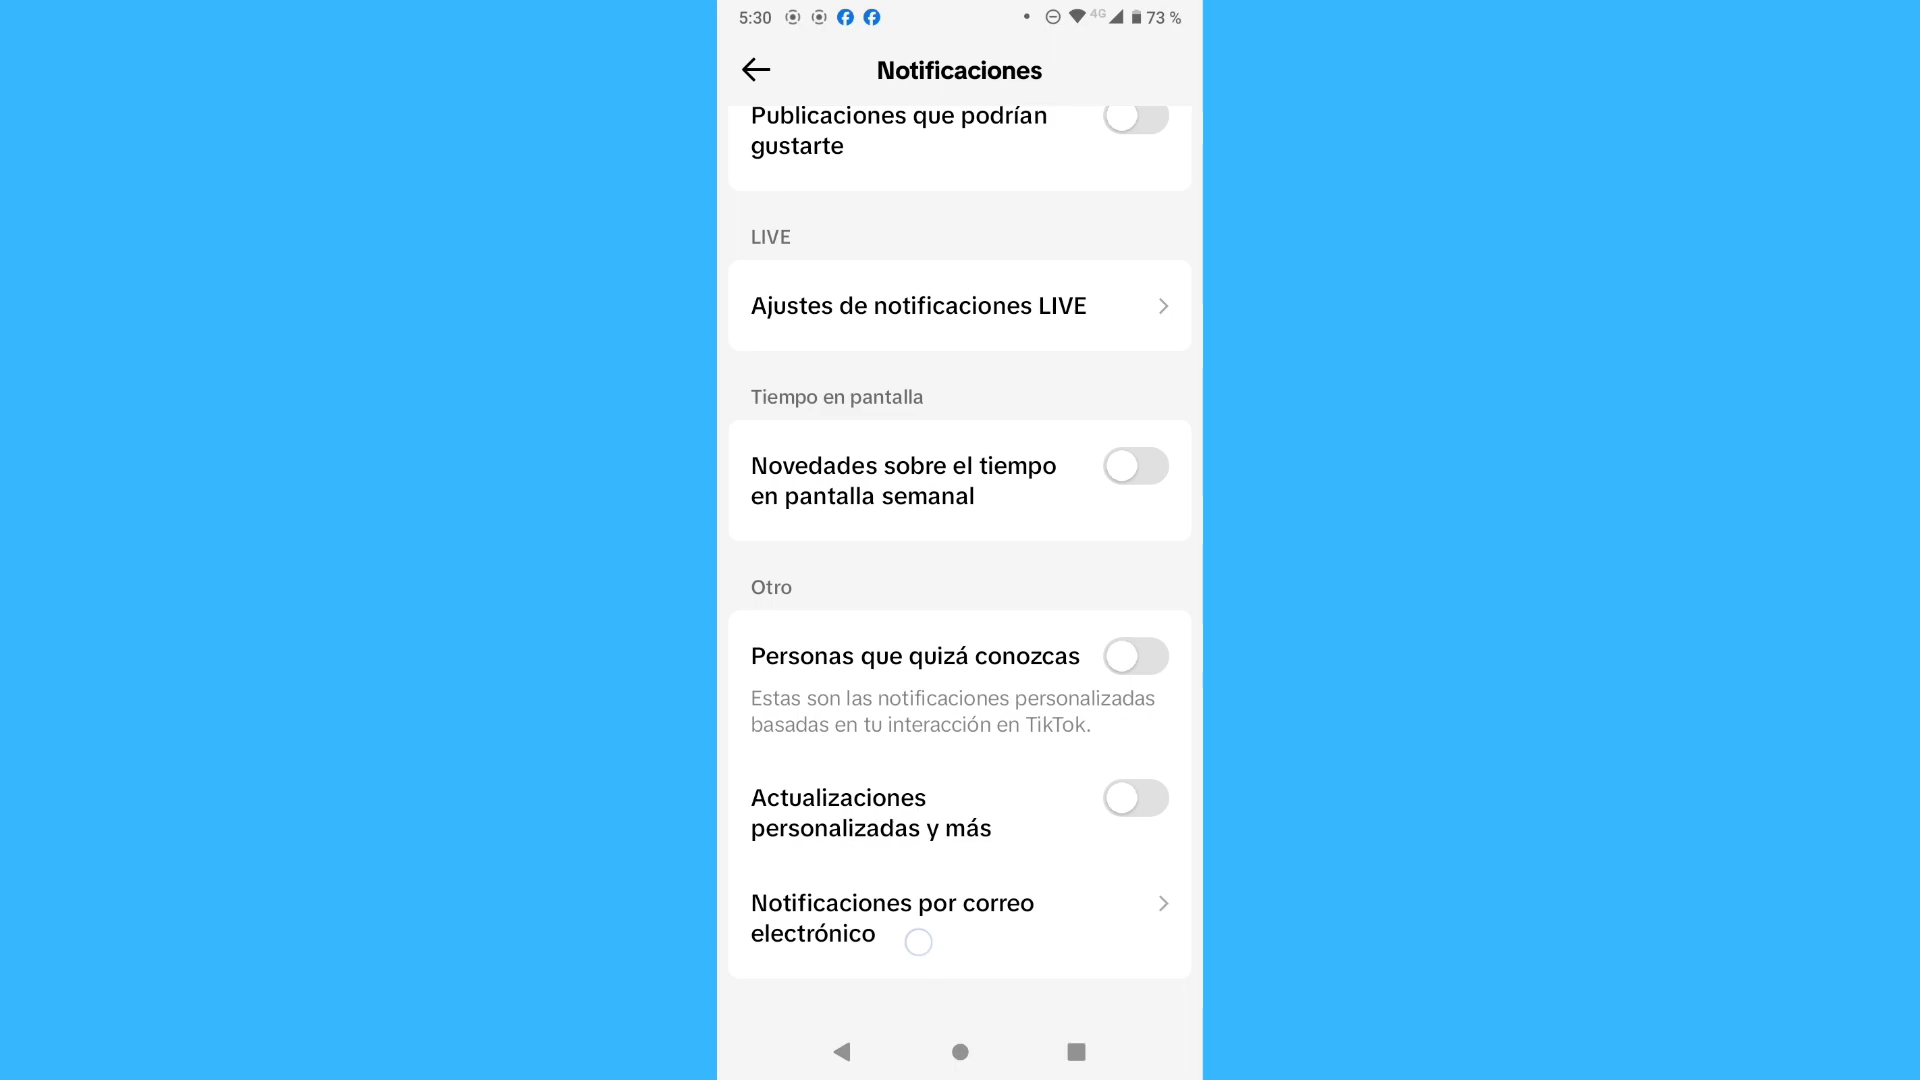 5:30
4G 73 %
Notificaciones
Publicaciones que podrían
gustarte
LIVE
Ajustes de notificaciones LIVE
Tiempo en pantalla
Novedades sobre el tiempo
en pantalla semanal
Otro
Personas que quizá conozcas
Estas son las notificaciones personalizadas
basadas en tu interacción en TikTok.
Actualizaciones
personalizadas y más
Notificaciones por correo
electrónico